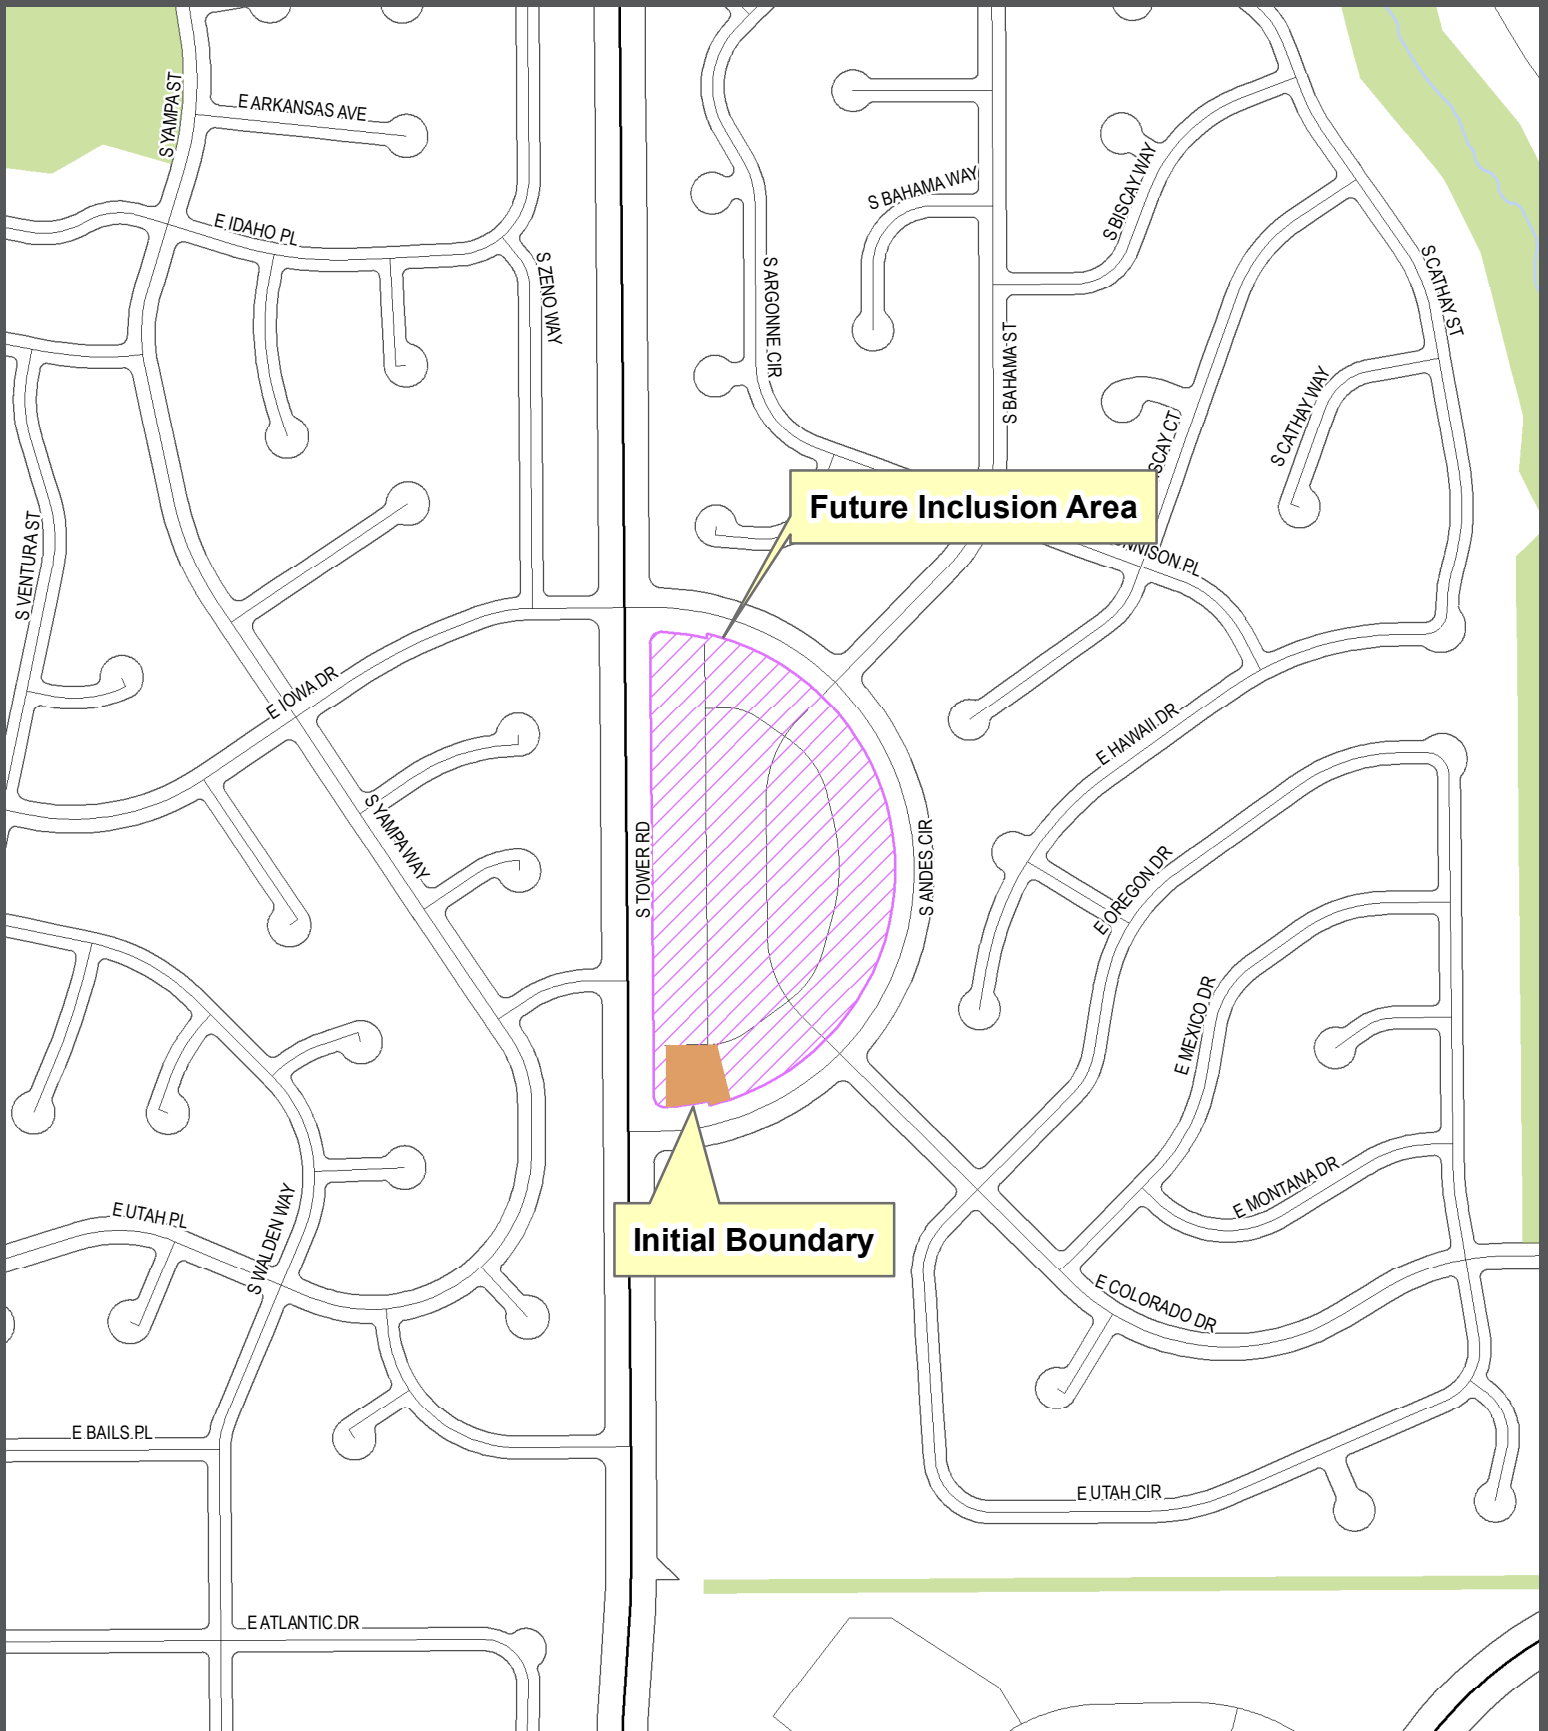 S YAMPA ST
E ARKANSAS AVE
S BISCAY WAY
S BAHAMA WAY
E IDAHO PL
S ZENO WAY
S ARGONNE CIR
S CATHAY ST
S BAHAMA ST
S CATHAY WAY
Future Inclusion Area
S VENTURA ST
PL
E IOWA DR
E HAWAII DR
S YAMPA WAY
S TOWER RD
S ANDES CIR
E OREGON DR
E MEXICO DR
E MONTANA DR
E UTAH PL
S WALDEN WAY
Initial Boundary
E COLORADO DR
E BAILS PL
E UTAH CIR
E ATLANTIC DR